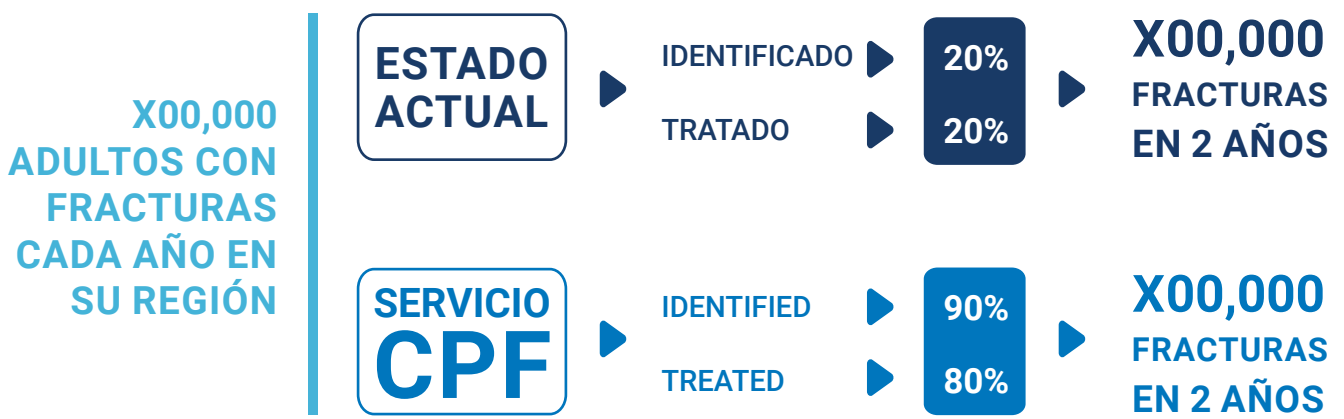 X00,000
ADULTOS CON
FRACTURAS
CADA AÑO EN
SU REGIÓN
ESTADO
ACTUAL
IDENTIFICADO
20%
TRATADO
20%
X00,000
FRACTURAS
EN 2 AÑOS
SERVICIO
CPF
IDENTIFIED
90%
TREATED
80%
X00,000
FRACTURAS
EN 2 AÑOS